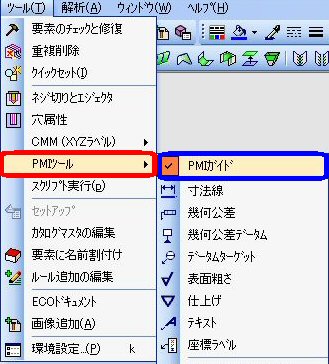 ツール(T) 解析(A) ウィンドウ(W) ヘルプ(H)
要素のチェックと修復
重複削除
クイックセット(I)
ネジ切りとエジェクタ
穴属性
CMM (XYZラベル)
PMIツール
スクリプト実行(p)
セットアップ
カタログマスタの編集
要素に名前割付け
ルール追加の編集
ECOドキュメント
画像追加(A)
環境設定...(P) k
PMIガイド
寸法線
幾何公差
幾何公差データム
データムターゲット
表面粗さ
仕上げ
テキスト
座標ラベル